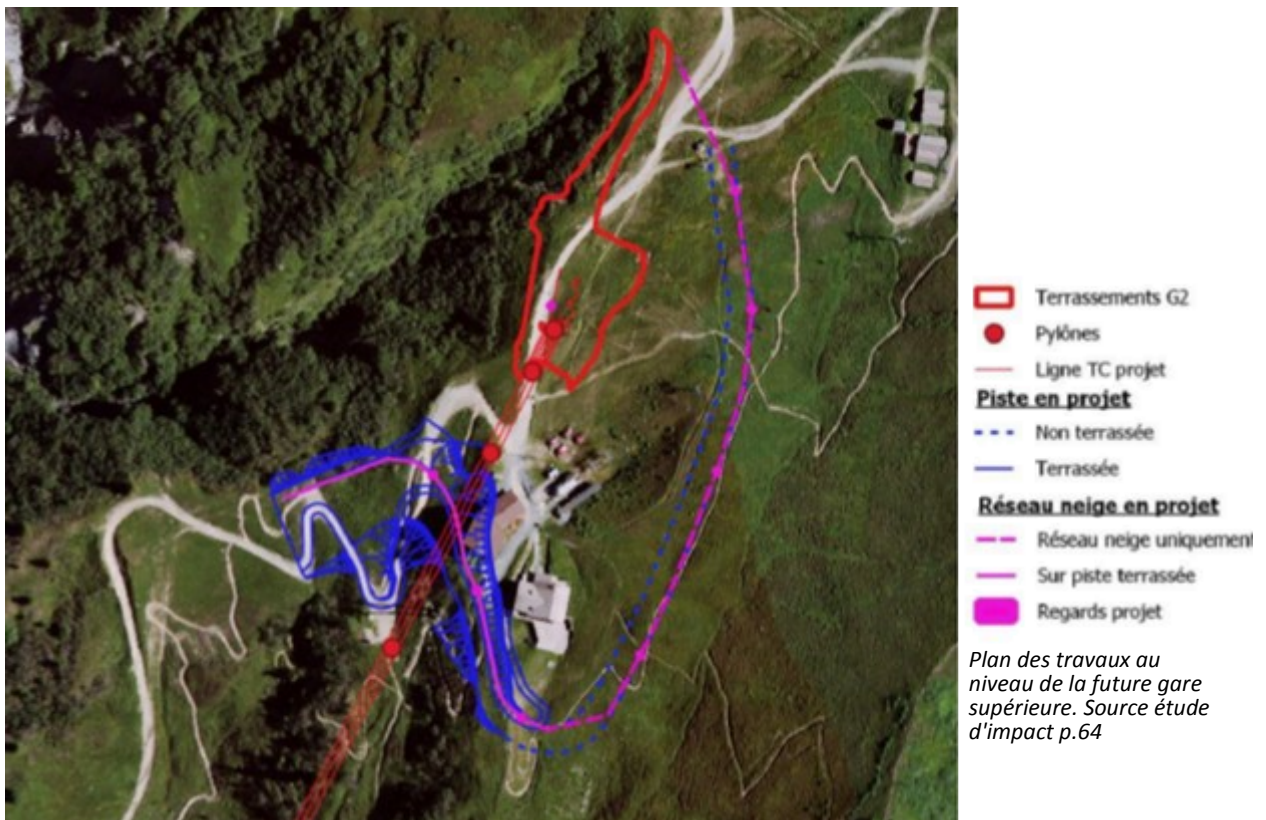 Terrassements G2
Pylônes
Ligne TC projet
Piste en projet
Non terrassée
Terrassée
Réseau neige en projet
Réseau neige uniquement
Sur piste terrassée
Regards projet
Plan des travaux au
niveau de la future gare
supérieure. Source étude
d'impact p.64